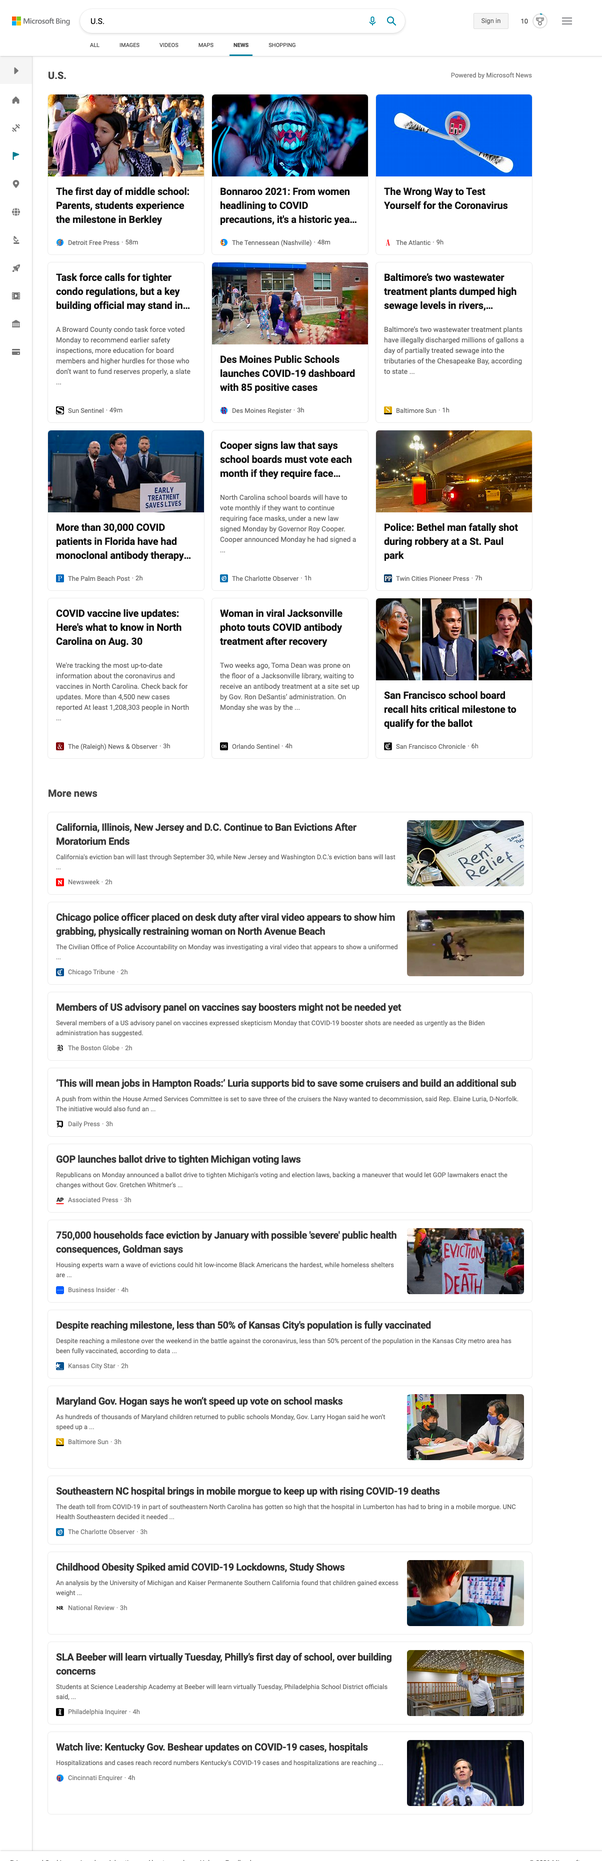 Microsoft Bing
U.S.
Sign in
10
ALL
IMAGES
VIDEOS
MAPS
NEWS
SHOPPING
U.S.
Powered by Microsoft News
The first day of middle school:
Parents, students experience
the milestone in Berkley
Detroit Free Press · 58m
Bonnaroo 2021: From women
headlining to COVID
precautions, it's a historic yea...
The Tennessean (Nashville) · 48m
The Wrong Way to Test
Yourself for the Coronavirus
The Atlantic · 9h
Task force calls for tighter
condo regulations, but a key
building official may stand in...
A Broward County condo task force voted
Monday to recommend earlier safety
inspections, more education for board
members and higher hurdles for those who
don't want to fund reserves properly, a slate
...
Sun Sentinel · 49m
Des Moines Public Schools
launches COVID-19 dashboard
with 85 positive cases
Des Moines Register · 3h
Baltimore's two wastewater
treatment plants dumped high
sewage levels in rivers,...
Baltimore's two wastewater treatment plants
have illegally discharged millions of gallons a
day of partially treated sewage into the
tributaries of the Chesapeake Bay, according
to state ...
Baltimore Sun · 1h
EARLY
TREATMENT
SAVES LIVES
More than 30,000 COVID
patients in Florida have had
monoclonal antibody therapy...
The Palm Beach Post · 2h
Cooper signs law that says
school boards must vote each
month if they require face...
North Carolina school boards will have to
vote monthly if they want to continue
requiring face masks, under a new law
signed Monday by Governor Roy Cooper.
Cooper announced Monday he had signed a
...
The Charlotte Observer · 1h
Police: Bethel man fatally shot
during robbery at a St. Paul
park
Twin Cities Pioneer Press · 7h
COVID vaccine live updates:
Here's what to know in North
Carolina on Aug. 30
We're tracking the most up-to-date
information about the coronavirus and
vaccines in North Carolina. Check back for
updates. More than 4,500 new cases
reported At least 1,208,303 people in North
...
The (Raleigh) News & Observer · 3h
Woman in viral Jacksonville
photo touts COVID antibody
treatment after recovery
Two weeks ago, Toma Dean was prone on
the floor of a Jacksonville library, waiting to
receive an antibody treatment at a site set up
by Gov. Ron DeSantis' administration. On
Monday she was by the ...
Orlando Sentinel · 4h
San Francisco school board
recall hits critical milestone to
qualify for the ballot
San Francisco Chronicle · 6h
More news
California, Illinois, New Jersey and D.C. Continue to Ban Evictions After
Moratorium Ends
California's eviction ban will last through September 30, while New Jersey and Washington D.C.'s eviction bans will last
...
Newsweek · 2h
Rent
Relief
Chicago police officer placed on desk duty after viral video appears to show him
grabbing, physically restraining woman on North Avenue Beach
The Civilian Office of Police Accountability on Monday was investigating a viral video that appears to show a uniformed
...
Chicago Tribune · 2h
Members of US advisory panel on vaccines say boosters might not be needed yet
Several members of a US advisory panel on vaccines expressed skepticism Monday that COVID-19 booster shots are needed as urgently as the Biden
administration has suggested.
The Boston Globe · 2h
'This will mean jobs in Hampton Roads:' Luria supports bid to save some cruisers and build an additional sub
A push from within the House Armed Services Committee is set to save three of the cruisers the Navy wanted to decommission, said Rep. Elaine Luria, D-Norfolk.
The initiative would also fund an ...
Daily Press · 3h
GOP launches ballot drive to tighten Michigan voting laws
Republicans on Monday announced a ballot drive to tighten Michigan's voting and election laws, backing a maneuver that would let GOP lawmakers enact the
changes without Gov. Gretchen Whitmer's ...
AP Associated Press · 3h
750,000 households face eviction by January with possible 'severe' public health
consequences, Goldman says
Housing experts warn a wave of evictions could hit low-income Black Americans the hardest, while homeless shelters
are ...
Business Insider · 4h
EVICTION
=
DEATH
Despite reaching milestone, less than 50% of Kansas City's population is fully vaccinated
Despite reaching a milestone over the weekend in the battle against the coronavirus, less than 50% percent of the population in the Kansas City metro area has
been fully vaccinated, according to data ...
Kansas City Star · 2h
Maryland Gov. Hogan says he won't speed up vote on school masks
As hundreds of thousands of Maryland children returned to public schools Monday, Gov. Larry Hogan said he won't
speed up a ...
Baltimore Sun · 3h
Southeastern NC hospital brings in mobile morgue to keep up with rising COVID-19 deaths
The death toll from COVID-19 in part of southeastern North Carolina has gotten so high that the hospital in Lumberton has had to bring in a mobile morgue. UNC
Health Southeastern decided it needed ...
The Charlotte Observer · 3h
Childhood Obesity Spiked amid COVID-19 Lockdowns, Study Shows
An analysis by the University of Michigan and Kaiser Permanente Southern California found that children gained excess
weight ...
NR National Review · 3h
SLA Beeber will learn virtually Tuesday, Philly's first day of school, over building
concerns
Students at Science Leadership Academy at Beeber will learn virtually Tuesday, Philadelphia School District officials
said, ...
Philadelphia Inquirer · 4h
Watch live: Kentucky Gov. Beshear updates on COVID-19 cases, hospitals
Hospitalizations and cases reach record numbers Kentucky's COVID-19 cases and hospitalizations are reaching ...
Cincinnati Enquirer · 4h